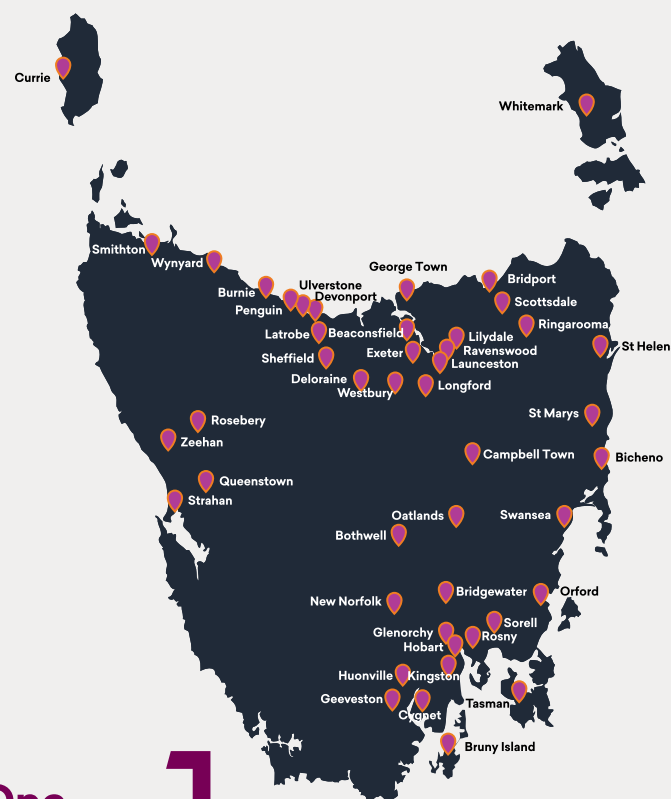 Currie
Whitemark
Smithton
Wynyard
George Town
Bridport
Burnie
Ulverstone
Devonport
Scottsdale
Penguin
Ringarooma
Latrobe
Beaconsfield
Lilydale
St Helen
Exeter
Ravenswood
Sheffield
Launceston
Deloraine
Longford
Westbury
St Marys
Rosebery
Zeehan
Campbell Town
Bicheno
Queenstown
Strahan
Oatlands
Swansea
Bothwell
Bridgewater
Orford
New Norfolk
Sorell
Glenorchy
Rosny
Hobart
Huonville
Kingston
Geeveston
Tasman
Cygnet
Bruny Island
1